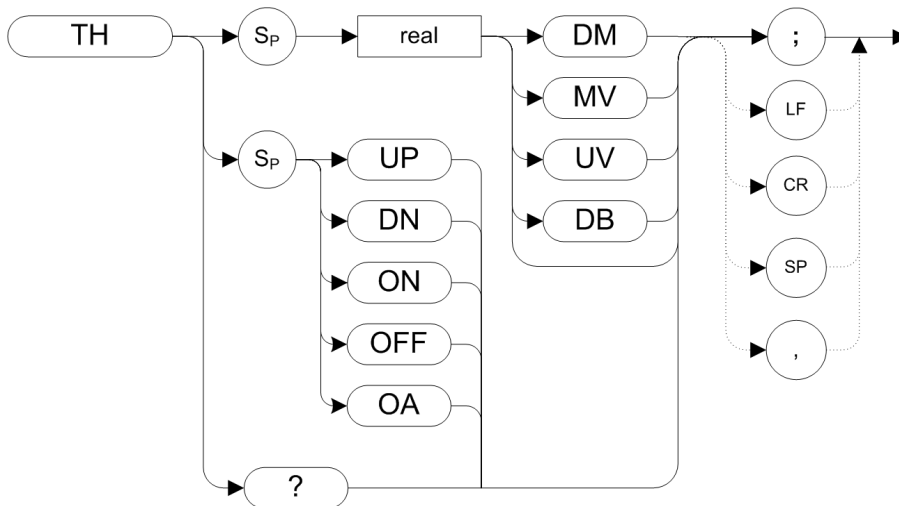 TH
SP
real
DM
;
MV
LF
SP
UP
UV
CR
DN
DB
ON
SP
OFF
,
OA
?